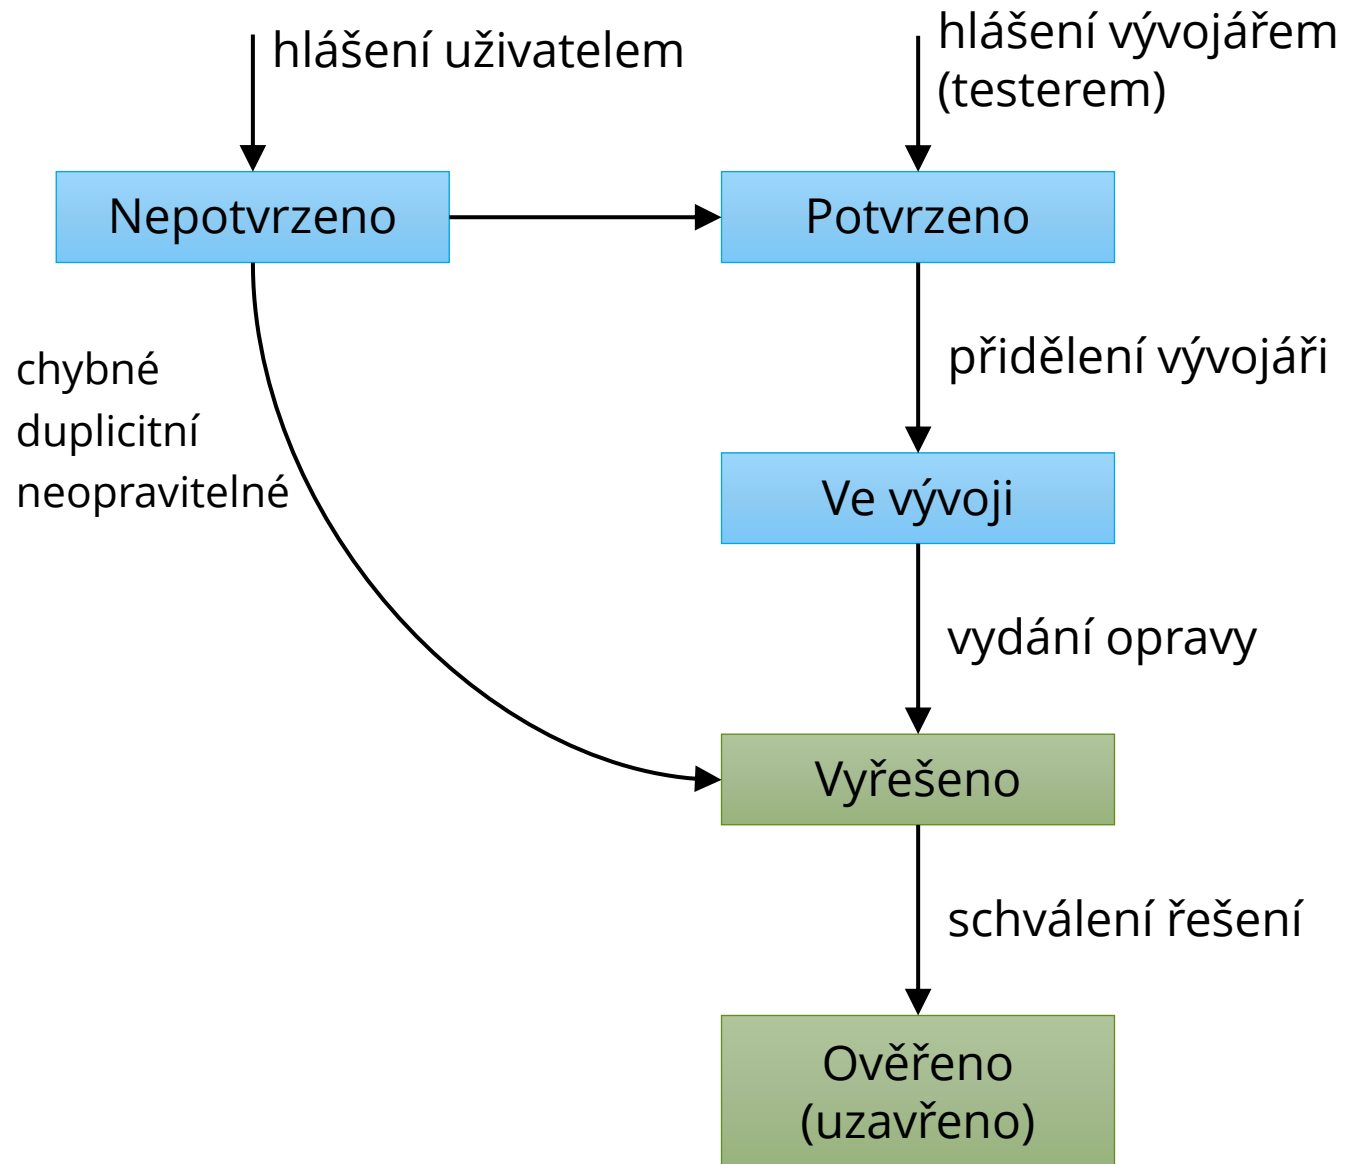 hlášení uživatelem
hlášení vývojářem
(testerem)
Nepotvrzeno
Potvrzeno
přidělení vývojáři
chybné
duplicitní
neopravitelné
Ve vývoji
vydání opravy
Vyřešeno
schválení řešení
Ověřeno
(uzavřeno)